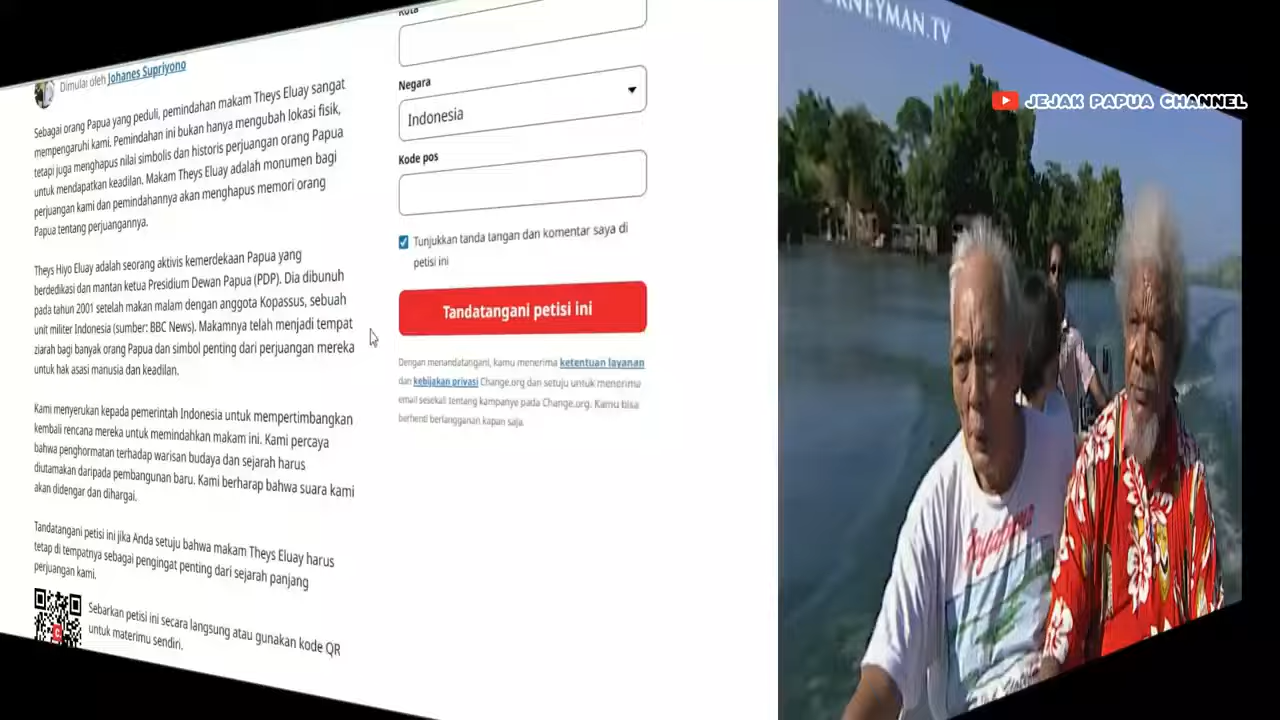 Dimulai oleh Johanes Supriyono
Sebagai orang Papua yang peduli, pemindahan makam Theys Eluay sangat
mempengaruhi kami. Pemindahan ini bukan hanya mengubah lokasi fisik,
tetapi juga menghapus nilai simbolis dan historis perjuangan orang Papua
untuk mendapatkan keadilan. Makam Theys Eluay adalah monumen bagi
perjuangan kami dan pemindahannya akan menghapus memori orang
Papua tentang perjuangannya.
Theys Hiyo Eluay adalah seorang aktivis kemerdekaan Papua yang
berdedikasi dan mantan ketua Presidium Dewan Papua (PDP). Dia dibunuh
pada tahun 2001 setelah makan malam dengan anggota Kopassus, sebuah
unit militer Indonesia (sumber: BBC News). Makamnya telah menjadi tempat
ziarah bagi banyak orang Papua dan simbol penting dari perjuangan mereka
untuk hak asasi manusia dan keadilan.
Kami menyerukan kepada pemerintah Indonesia untuk mempertimbangkan
kembali rencana mereka untuk memindahkan makam ini. Kami percaya
bahwa penghormatan terhadap warisan budaya dan sejarah harus
diutamakan daripada pembangunan baru. Kami berharap bahwa suara kami
akan didengar dan dihargai.
Tandatangani petisi ini jika Anda setuju bahwa makam Theys Eluay harus
tetap di tempatnya sebagai pengingat penting dari sejarah panjang
perjuangan kami.
Sebarkan petisi ini secara langsung atau gunakan kode QR
untuk materimu sendiri.
Kota
Negara
Indonesia
Kode pos
Tunjukkan tanda tangan dan komentar saya di
petisi ini
Tandatangani petisi ini
Dengan menandatangani, kamu menerima ketentuan layanan
dan kebijakan privasi Change.org dan setuju untuk menerima
email sesekali tentang kampanye pada Change.org. Kamu bisa
berhenti berlangganan kapan saja.
RNEYMAN.TV
JEJAK PAPUA CHANNEL